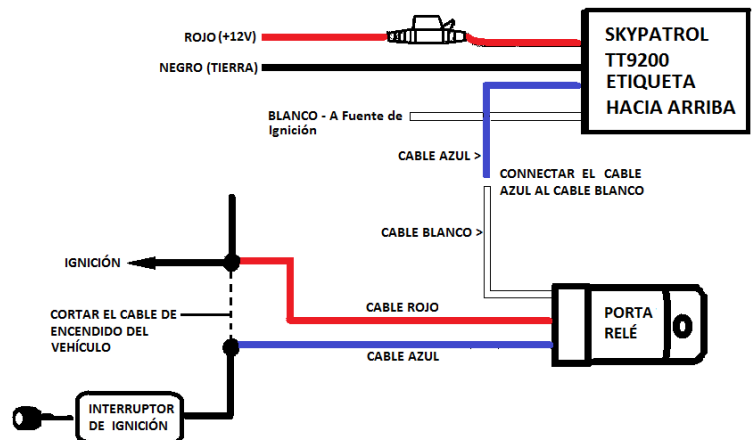 ROJO (+12V)
NEGRO (TIERRA)
SKYPATROL
TT9200
ETIQUETA
HACIA ARRIBA
BLANCO - A Fuente de
Ignición
CABLE AZUL >
CONNECTAR EL CABLE
AZUL AL CABLE BLANCO
CABLE BLANCO >
IGNICIÓN
CABLE ROJO
PORTA
RELÉ
CORTAR EL CABLE DE
ENCENDIDO DEL
VEHÍCULO
CABLE AZUL
INTERRUPTOR
DE IGNICIÓN